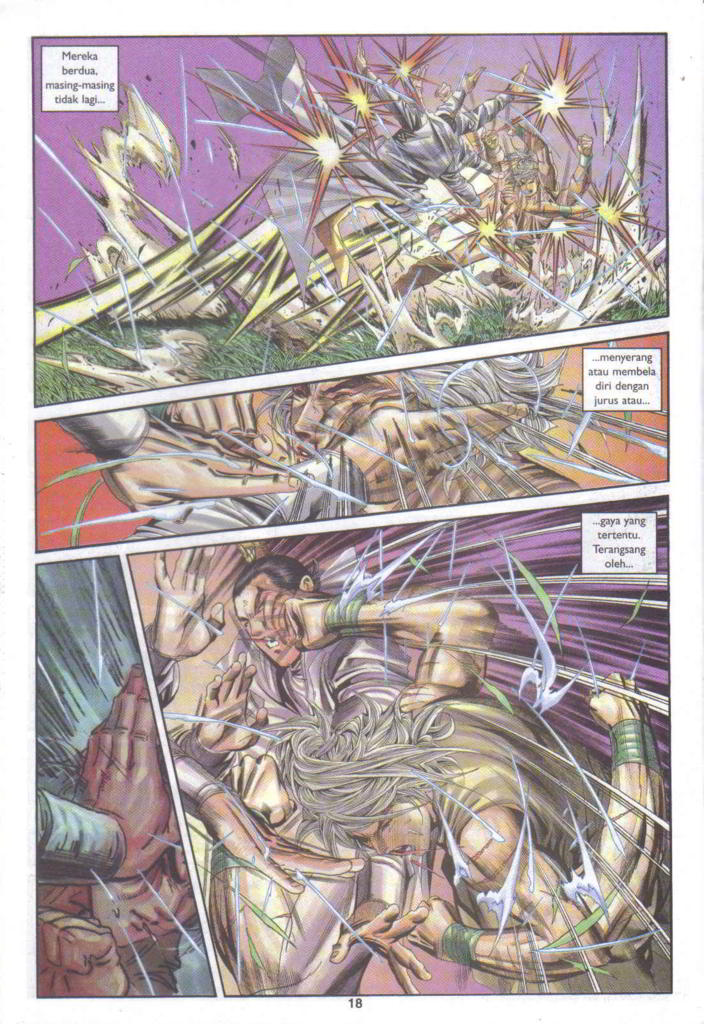 Mereka
berdua,
masing-masing
tidak lagi...
...menyerang
atau membela
diri dengan
jurus atau...
...gaya yang
tertentu.
Terangsang
oleh...
18